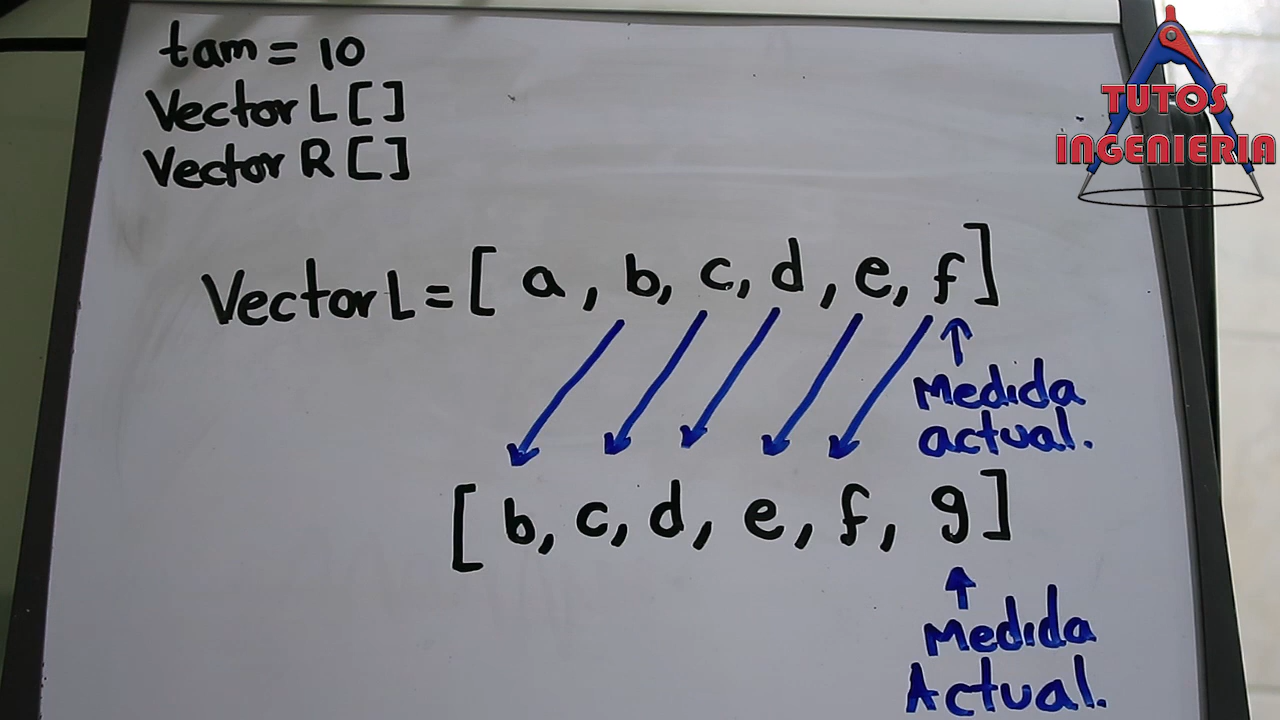 tam = 10
Vector L [ ]
Vector R [ ]
TUTOS
INGENIERIA
Vector L = [ a, b, c, d, e, f ]
Medida
actual.
[ b, c, d, e, f, g ]
Medida
Actual.